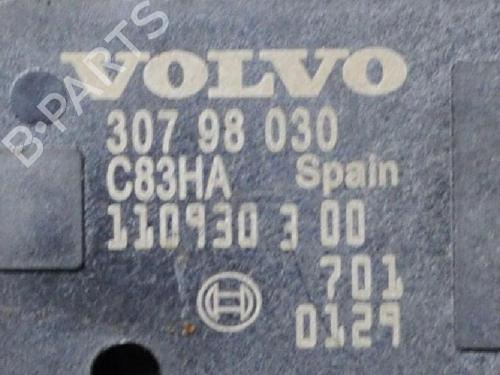 B-PARTS
VOLVO
307 98 030
C83HA Spain
110930 3 00
701
0129